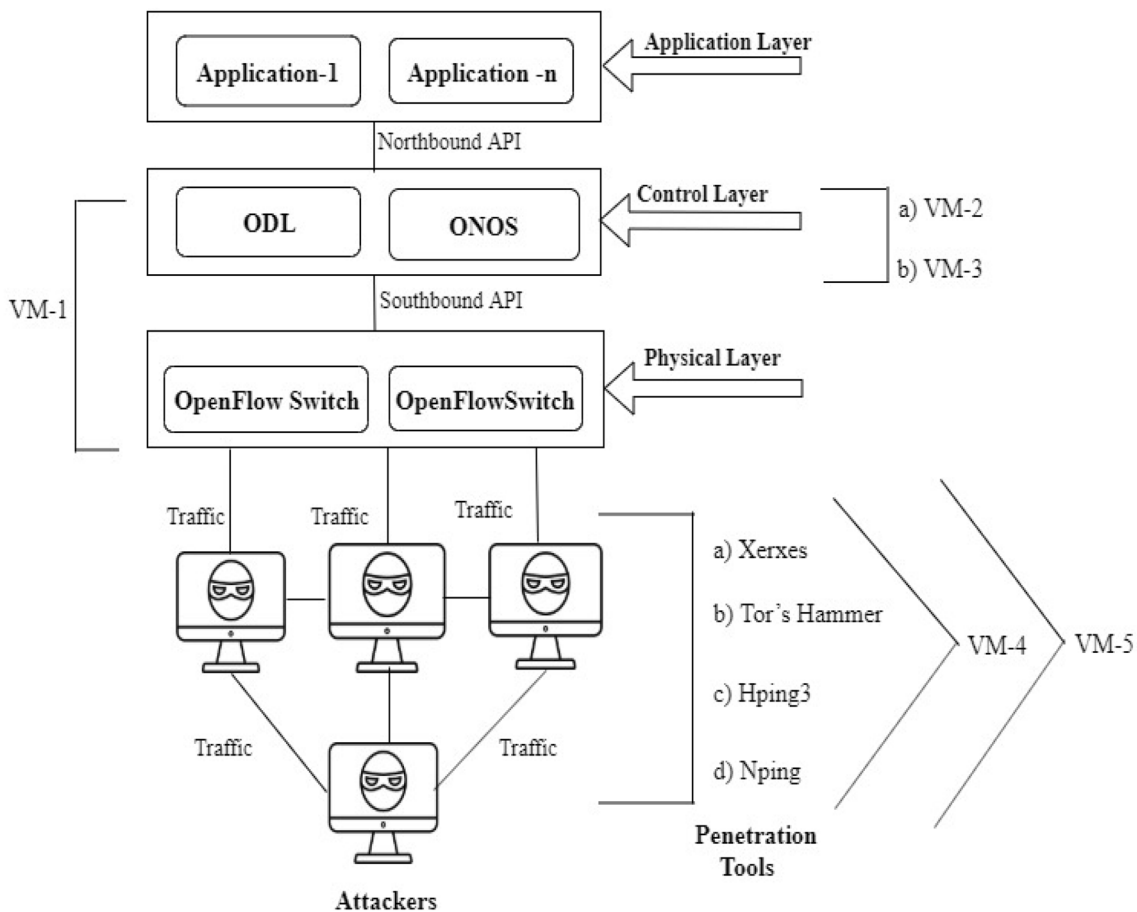 Application Layer
Application-1
Application -n
Northbound API
Control Layer
ODL
ONOS
a) VM-2
b) VM-3
VM-1
Southbound API
Physical Layer
OpenFlow Switch
OpenFlowSwitch
Traffic
Traffic
Traffic
a) Xerxes
b) Tor's Hammer
VM-4
VM-5
c) Hping3
Traffic
Traffic
d) Nping
Penetration
Tools
Attackers